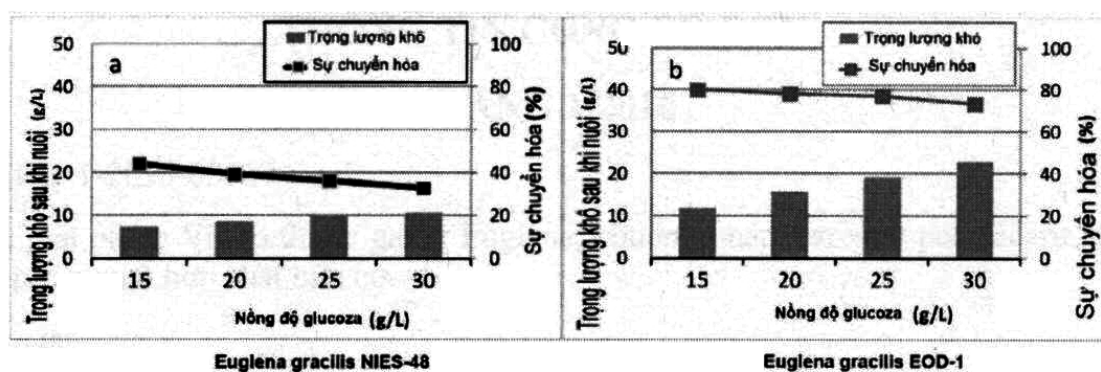 a
Trọng lượng khô
Sự chuyển hóa
Trọng lượng khô sau khi nuôi (g/L)
50
40
30
20
10
0
100
80
60
40
20
0
Sự chuyển hóa (%)
15 20 25 30
Nồng độ glucoza (g/L)
Euglena gracilis NIES-48
b
Trọng lượng khô
Sự chuyển hóa
Trọng lượng khô sau khi nuôi (g/L)
50
40
30
20
10
0
100
80
60
40
20
0
Sự chuyển hóa (%)
15 20 25 30
Nồng độ glucoza (g/L)
Euglena gracilis EOD-1